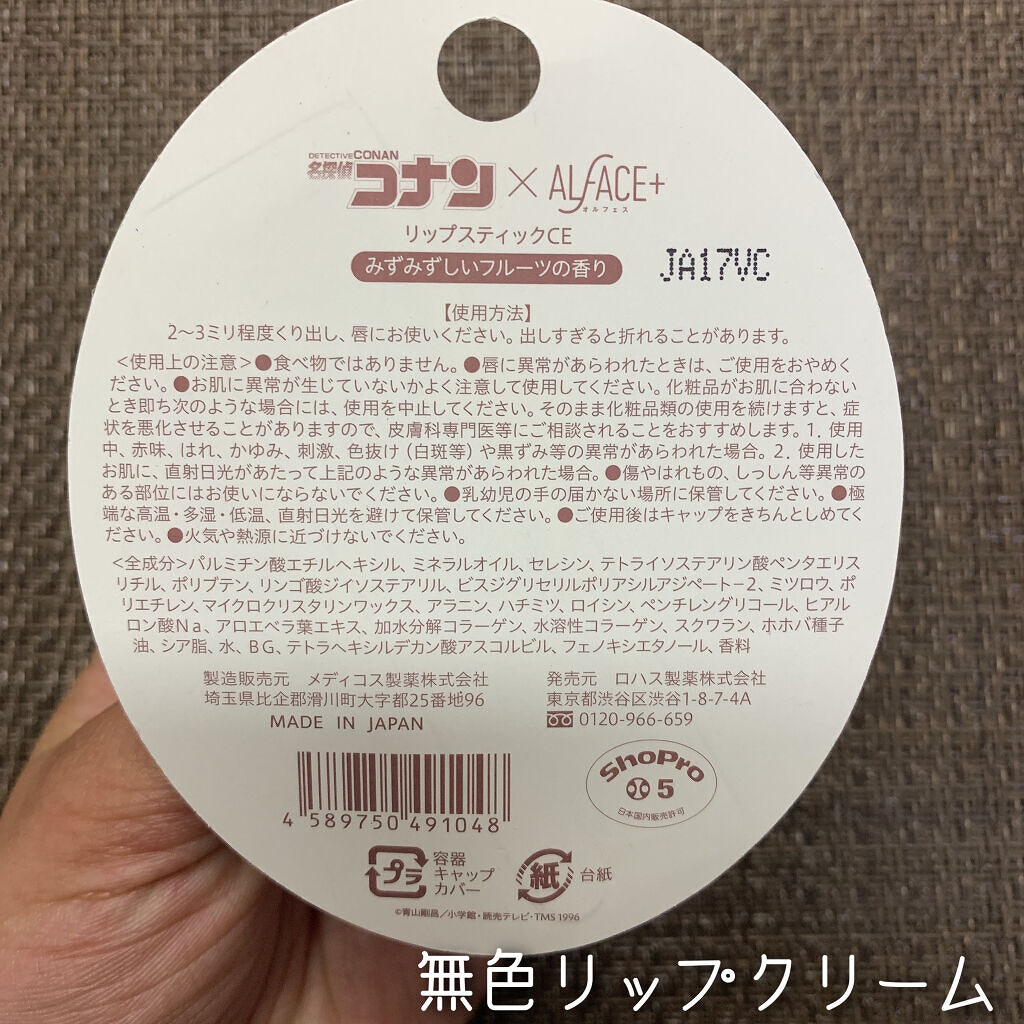 DETECTIVE CONAN
名探偵コナン×ALFACE+
オルフェス
リップスティックCE
みずみずしいフルーツの香り
JA17VC
【使用方法】
2〜3ミリ程度くり出し、唇にお使いください。出しすぎると折れることがあります。
<使用上の注意>●食べ物ではありません。●唇に異常があらわれたときは、ご使用をおやめく
ださい。●お肌に異常が生じていないかよく注意して使用してください。化粧品がお肌に合わない
とき即ち次のような場合には、使用を中止してください。そのまま化粧品類の使用を続けますと、症
状を悪化させることがありますので、皮膚科専門医等にご相談されることをおすすめします。1.使用
中、赤味、はれ、かゆみ、刺激、色抜け(白斑等)や黒ずみ等の異常があらわれた場合。2.使用した
お肌に、直射日光があたって上記のような異常があらわれた場合。●傷やはれもの、しっしん等異常の
ある部位にはお使いにならないでください。●乳幼児の手の届かない場所に保管してください。●極
端な高温・多湿・低温、直射日光を避けて保管してください。●ご使用後はキャップをきちんとしめてく
ださい。●火気や熱源に近づけないでください。
<全成分>パルミチン酸エチルヘキシル、ミネラルオイル、セレシン、テトライソステアリン酸ペンタエリス
リチル、ポリブテン、リンゴ酸ジイソステアリル、ビスジグリセリルポリアシルアジペート-2、ミツロウ、ポ
リエチレン、マイクロクリスタリンワックス、アラニン、ハチミツ、ロイシン、ペンチレングリコール、ヒアル
ロン酸Na、アロエベラ葉エキス、加水分解コラーゲン、水溶性コラーゲン、スクワラン、ホホバ種子
油、シア脂、水、BG、テトラヘキシルデカン酸アスコルビル、フェノキシエタノール、香料
製造販売元 メディコス製薬株式会社
埼玉県比企郡滑川町大字都25番地96
MADE IN JAPAN
発売元 ロハス製薬株式会社
東京都渋谷区渋谷1-8-7-4A
0120-966-659
4 589750 491048
ShoPro
5
日本国内販売許可
プラ
容器
キャップ
カバー
紙
台紙
©青山剛昌/小学館・読売テレビ・TMS 1996
無色リップクリーム